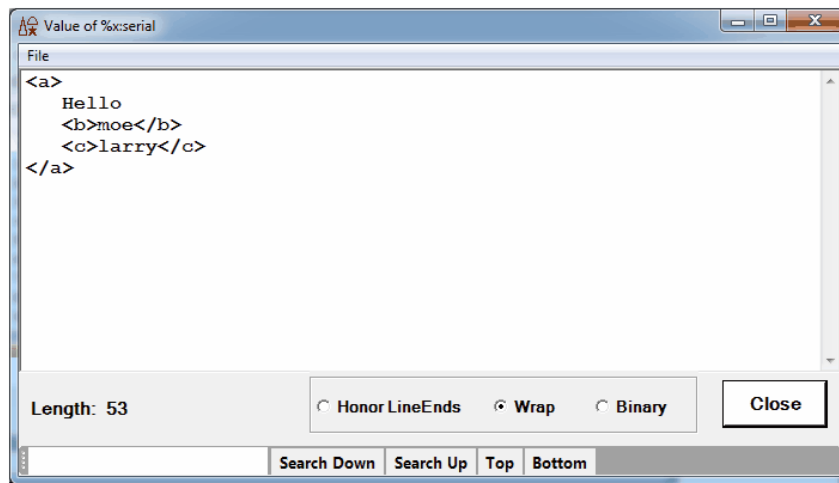 Value of %x:serial
File
<a>
   Hello
   <b>moe</b>
   <c>larry</c>
</a>
Length: 53
Honor LineEnds Wrap Binary
Close
Search Down Search Up Top Bottom